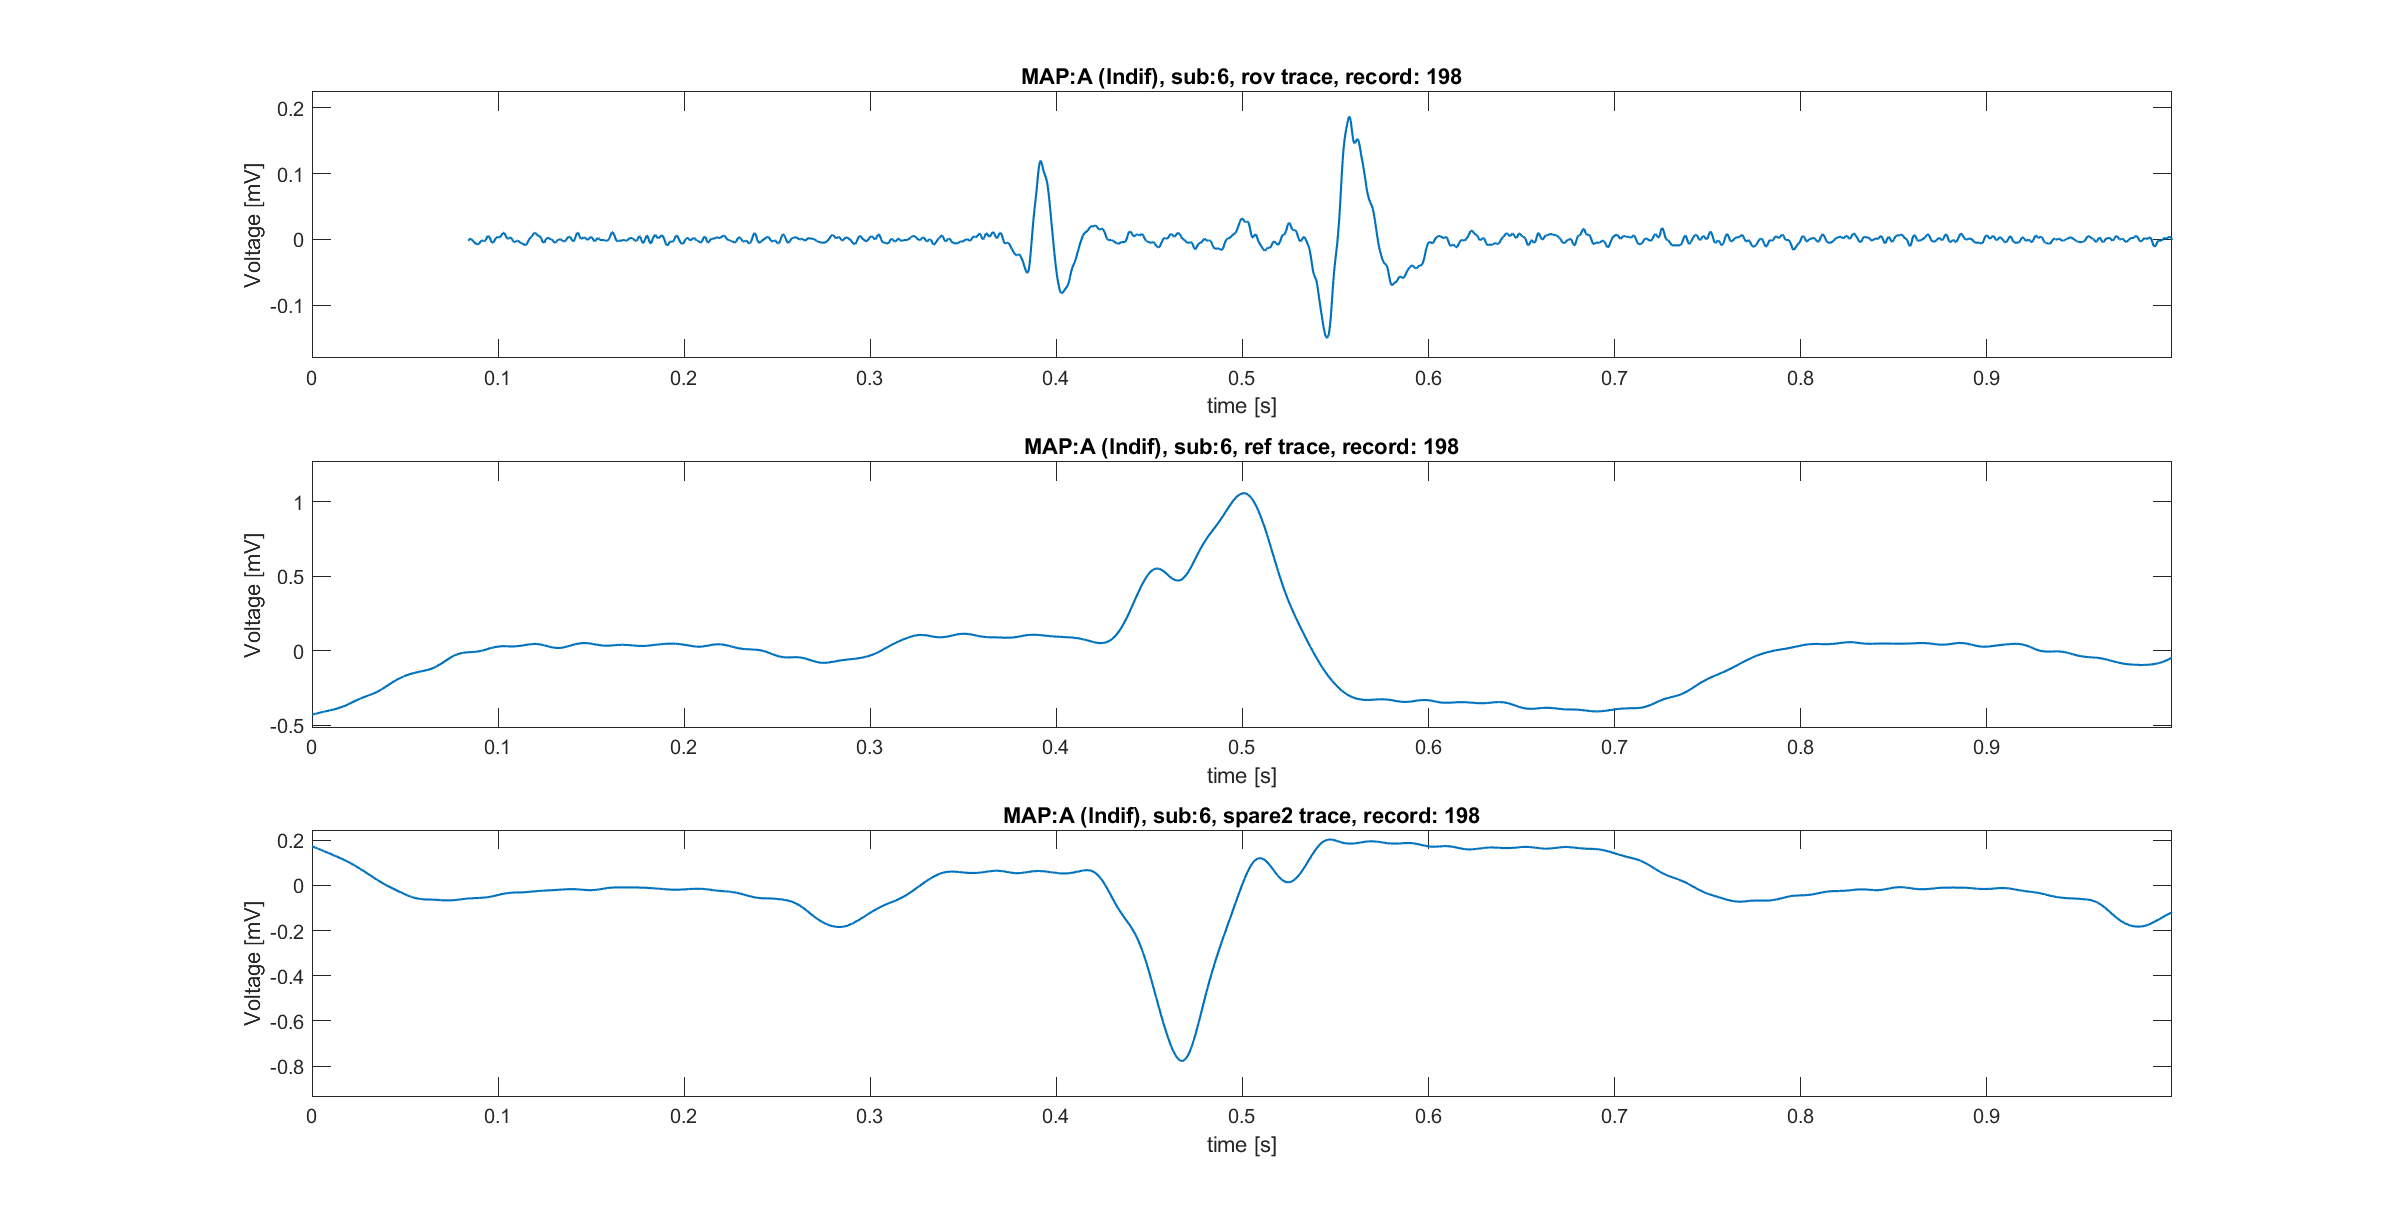 MAP:A (Indif), sub:6, rov trace, record: 198
Voltage [mV]
0.2
0.1
0
-0.1
0 0.1 0.2 0.3 0.4 0.5 0.6 0.7 0.8 0.9
time [s]
MAP:A (Indif), sub:6, ref trace, record: 198
Voltage [mV]
1
0.5
0
-0.5
0 0.1 0.2 0.3 0.4 0.5 0.6 0.7 0.8 0.9
time [s]
MAP:A (Indif), sub:6, spare2 trace, record: 198
Voltage [mV]
0.2
0
-0.2
-0.4
-0.6
-0.8
0 0.1 0.2 0.3 0.4 0.5 0.6 0.7 0.8 0.9
time [s]